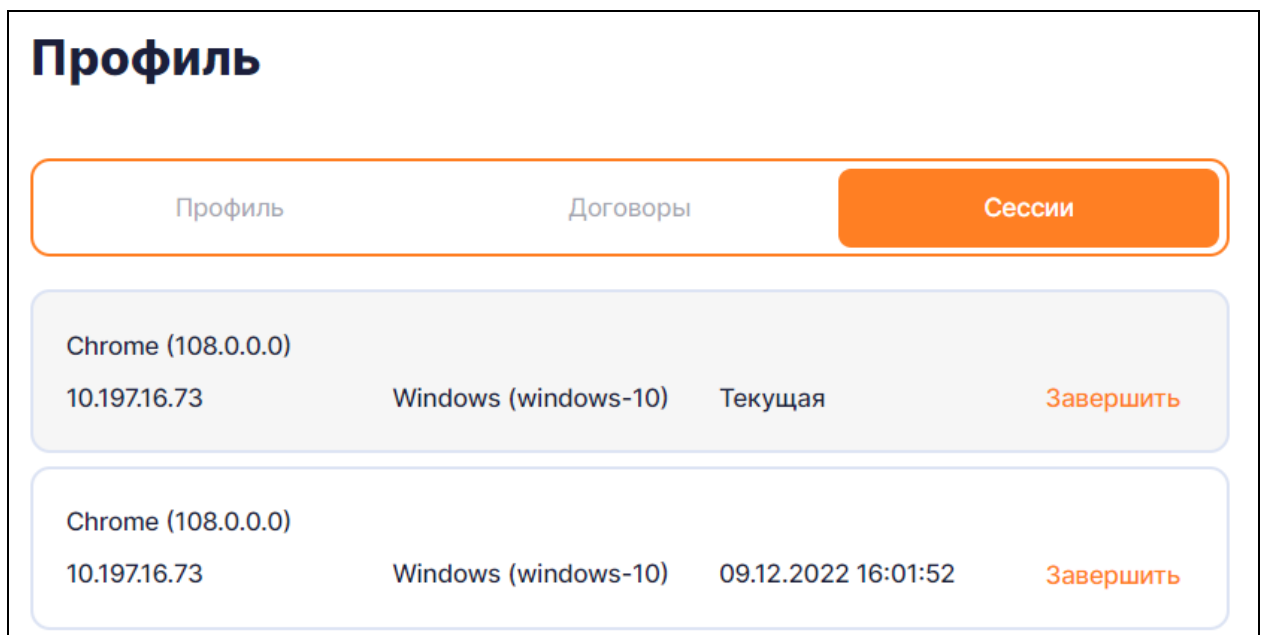 Профиль
Профиль Договоры Сессии
Chrome (108.0.0.0)
10.197.16.73 Windows (windows-10) Текущая Завершить
Chrome (108.0.0.0)
10.197.16.73 Windows (windows-10) 09.12.2022 16:01:52 Завершить